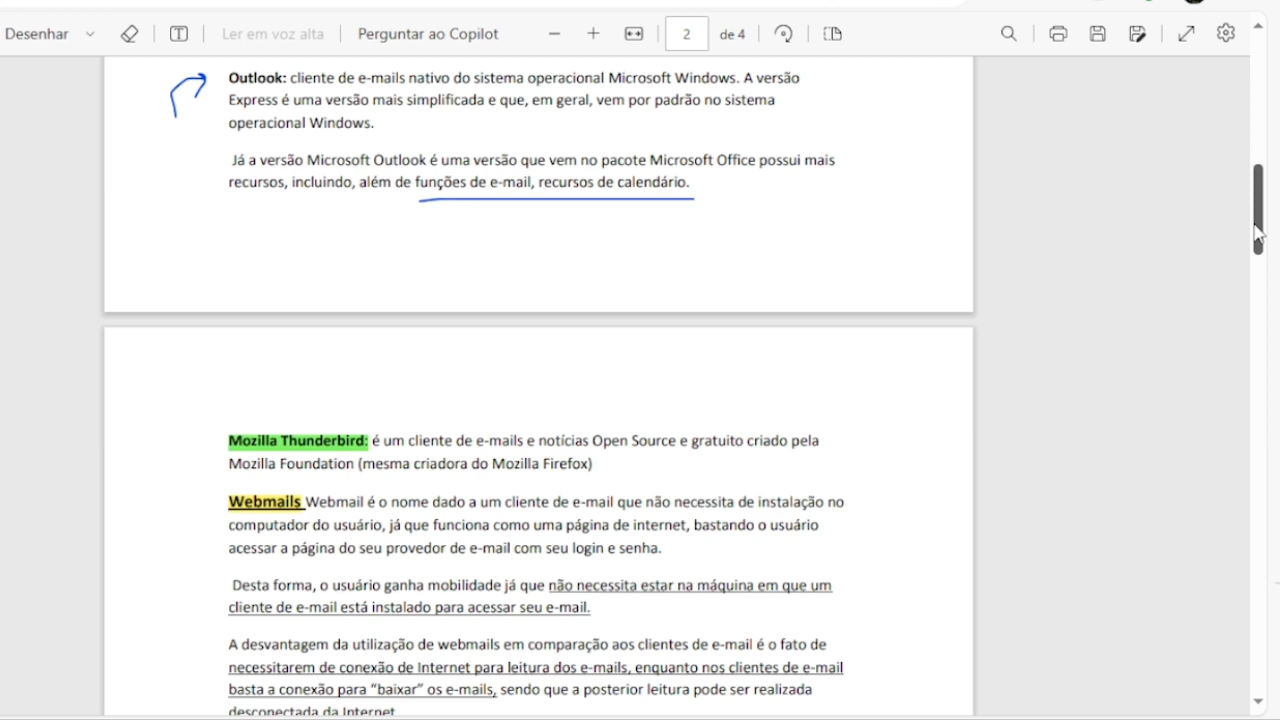 Desenhar Ler em voz alta Perguntar ao Copilot 2 de 4
Outlook: cliente de e-mails nativo do sistema operacional Microsoft Windows. A versão
Express é uma versão mais simplificada e que, em geral, vem por padrão no sistema
operacional Windows.
Já a versão Microsoft Outlook é uma versão que vem no pacote Microsoft Office possui mais
recursos, incluindo, além de funções de e-mail, recursos de calendário.
Mozilla Thunderbird: é um cliente de e-mails e notícias Open Source e gratuito criado pela
Mozilla Foundation (mesma criadora do Mozilla Firefox)
Webmails Webmail é o nome dado a um cliente de e-mail que não necessita de instalação no
computador do usuário, já que funciona como uma página de internet, bastando o usuário
acessar a página do seu provedor de e-mail com seu login e senha.
Desta forma, o usuário ganha mobilidade já que não necessita estar na máquina em que um
cliente de e-mail está instalado para acessar seu e-mail.
A desvantagem da utilização de webmails em comparação aos clientes de e-mail é o fato de
necessitarem de conexão de Internet para leitura dos e-mails, enquanto nos clientes de e-mail
basta a conexão para “baixar” os e-mails, sendo que a posterior leitura pode ser realizada
desconectada da Internet